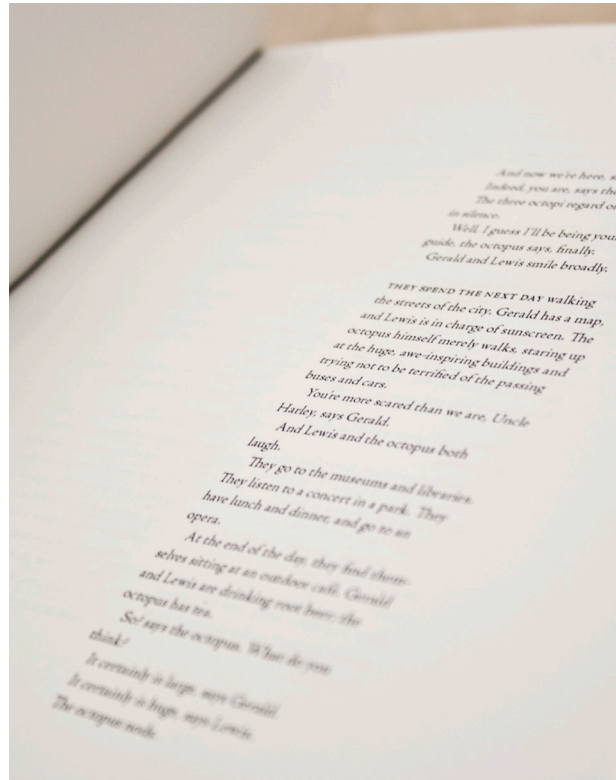 And now we're here, s
Indeed, you are, says the
The three octopi regard o
in silence.
Well, I guess I'll be being your
guide, the octopus says, finally.
Gerald and Lewis smile broadly.
THEY SPEND THE NEXT DAY walking
the streets of the city. Gerald has a map,
and Lewis is in charge of sunscreen. The
octopus himself merely walks, staring up
at the huge, awe-inspiring buildings and
trying not to be terrified of the passing
buses and cars.
You're more scared than we are, Uncle
Harley, says Gerald.
And Lewis and the octopus both
laugh.
They go to the museums and libraries.
They listen to a concert in a park. They
have lunch and dinner, and go to an
opera.
At the end of the day, they find them-
selves sitting at an outdoor café. Gerald
and Lewis are drinking root beer; the
octopus has tea.
So? says the octopus. What do you
think?
It certainly is large, says Gerald.
It certainly is huge, says Lewis.
The octopus nods.